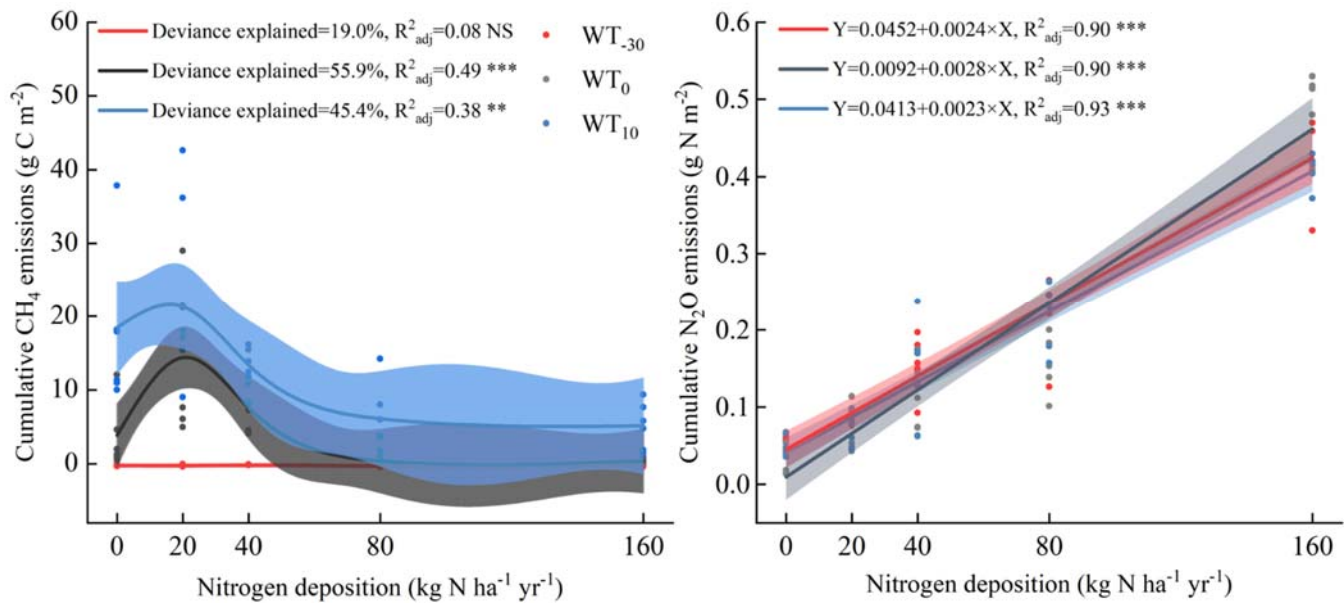 Deviance explained=19.0%, R²adj=0.08 NS
Deviance explained=55.9%, R²adj=0.49 ***
Deviance explained=45.4%, R²adj=0.38 **
WT-30
WT0
WT10
Cumulative CH4 emissions (g C m-2)
60
50
40
30
20
10
0
0 20 40 80 160
Nitrogen deposition (kg N ha-1 yr-1)
Y=0.0452+0.0024×X, R²adj=0.90 ***
Y=0.0092+0.0028×X, R²adj=0.90 ***
Y=0.0413+0.0023×X, R²adj=0.93 ***
Cumulative N2O emissions (g N m-2)
0.6
0.5
0.4
0.3
0.2
0.1
0.0
0 20 40 80 160
Nitrogen deposition (kg N ha-1 yr-1)